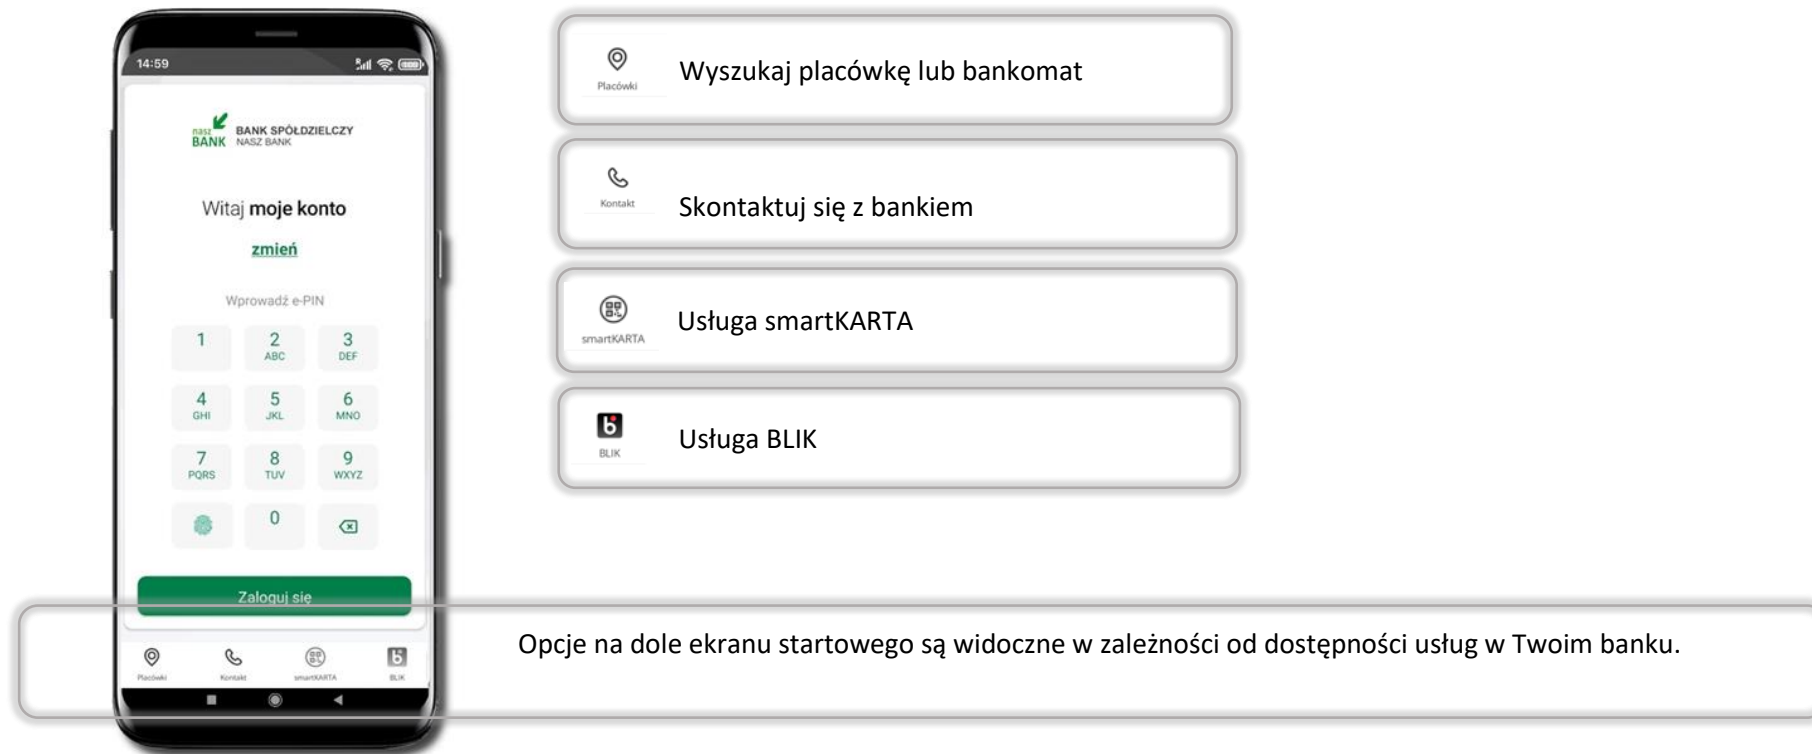 14:59
nasz
BANK
BANK SPÓŁDZIELCZY
NASZ BANK
Witaj moje konto
zmień
Wprowadź e-PIN
1
2
ABC
3
DEF
4
GHI
5
JKL
6
MNO
7
PQRS
8
TUV
9
WXYZ
0
Zaloguj się
Placówki
Kontakt
smartKARTA
BLIK
Placówki
Wyszukaj placówkę lub bankomat
Kontakt
Skontaktuj się z bankiem
smartKARTA
Usługa smartKARTA
BLIK
Usługa BLIK
Opcje na dole ekranu startowego są widoczne w zależności od dostępności usług w Twoim banku.